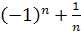 (−1)ⁿ + 1/n